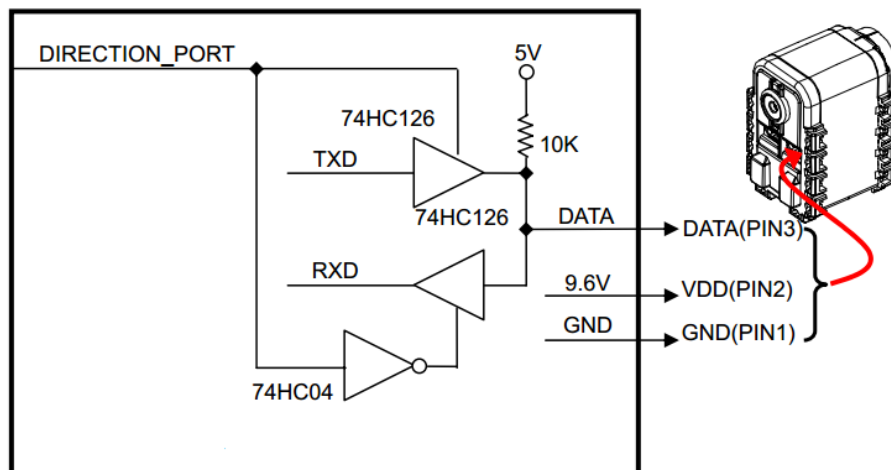 DIRECTION_PORT
5V
74HC126
10K
TXD
74HC126
DATA
DATA(PIN3)
RXD
9.6V
VDD(PIN2)
GND
GND(PIN1)
74HC04